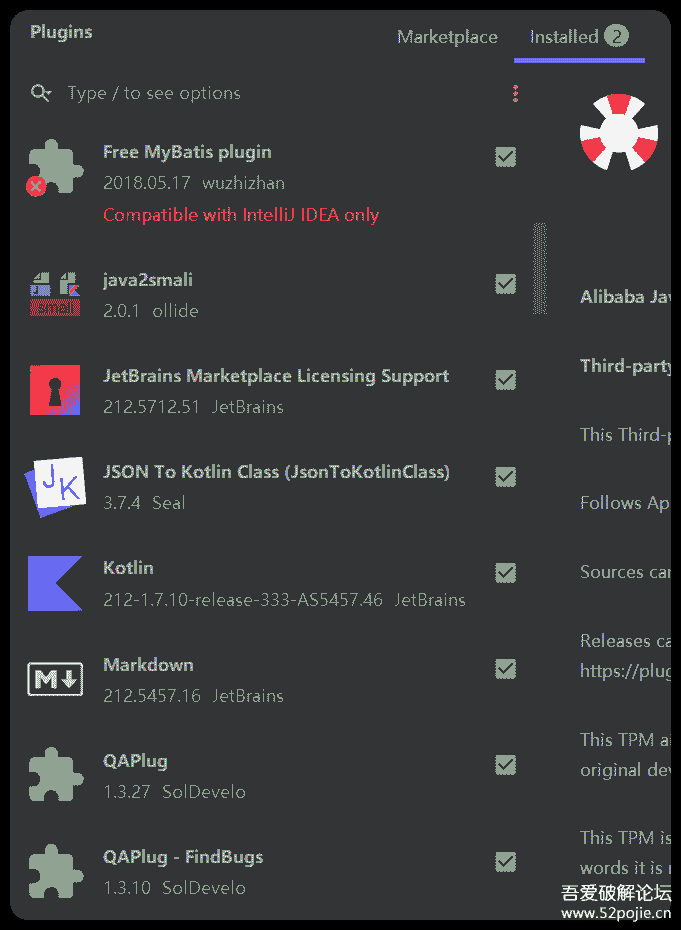 Plugins
Marketplace
Installed 2
Type / to see options
Free MyBatis plugin
2018.05.17 wuzhizhan
Compatible with IntelliJ IDEA only
java2smali
2.0.1 ollide
JetBrains Marketplace Licensing Support
212.5712.51 JetBrains
JSON To Kotlin Class (JsonToKotlinClass)
3.7.4 Seal
JK
Kotlin
212-1.7.10-release-333-AS5457.46 JetBrains
M
Markdown
212.5457.16 JetBrains
QAPlug
1.3.27 SolDevelo
QAPlug - FindBugs
1.3.10 SolDevelo
Alibaba Jav
Third-party
This Third-p
Follows Ap
Sources can
Releases ca
https://plug
This TPM a
original dev
This TPM is
words it is
吾爱破解论坛
www.52pojie.cn